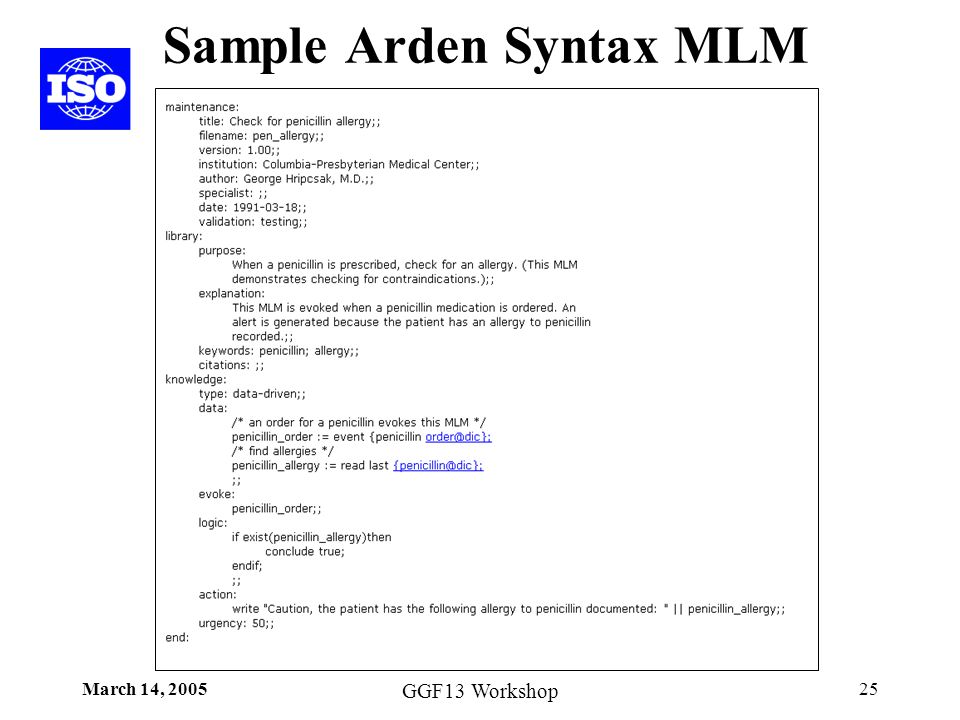 Sample Arden Syntax MLM
ISO
maintenance:
title: Check for penicillin allergy;;
filename: pen_allergy;;
version: 1.00;;
institution: Columbia-Presbyterian Medical Center;;
author: George Hripcsak, M.D.;;
specialist: ;;
date: 1991-03-18;;
validation: testing;;
library:
purpose:
When a penicillin is prescribed, check for an allergy. (This MLM
demonstrates checking for contraindications.);;
explanation:
This MLM is evoked when a penicillin medication is ordered. An
alert is generated because the patient has an allergy to penicillin
recorded.;;
keywords: penicillin; allergy;;
citations: ;;
knowledge:
type: data-driven;;
data:
/* an order for a penicillin evokes this MLM */
penicillin_order := event {penicillin order@dic};
/* find allergies */
penicillin_allergy := read last {penicillin@dic};
;;
evoke:
penicillin_order;;
logic:
if exist(penicillin_allergy)then
conclude true;
endif;
;;
action:
write "Caution, the patient has the following allergy to penicillin documented: " || penicillin_allergy;;
urgency: 50;;
end:
March 14, 2005
GGF13 Workshop
25